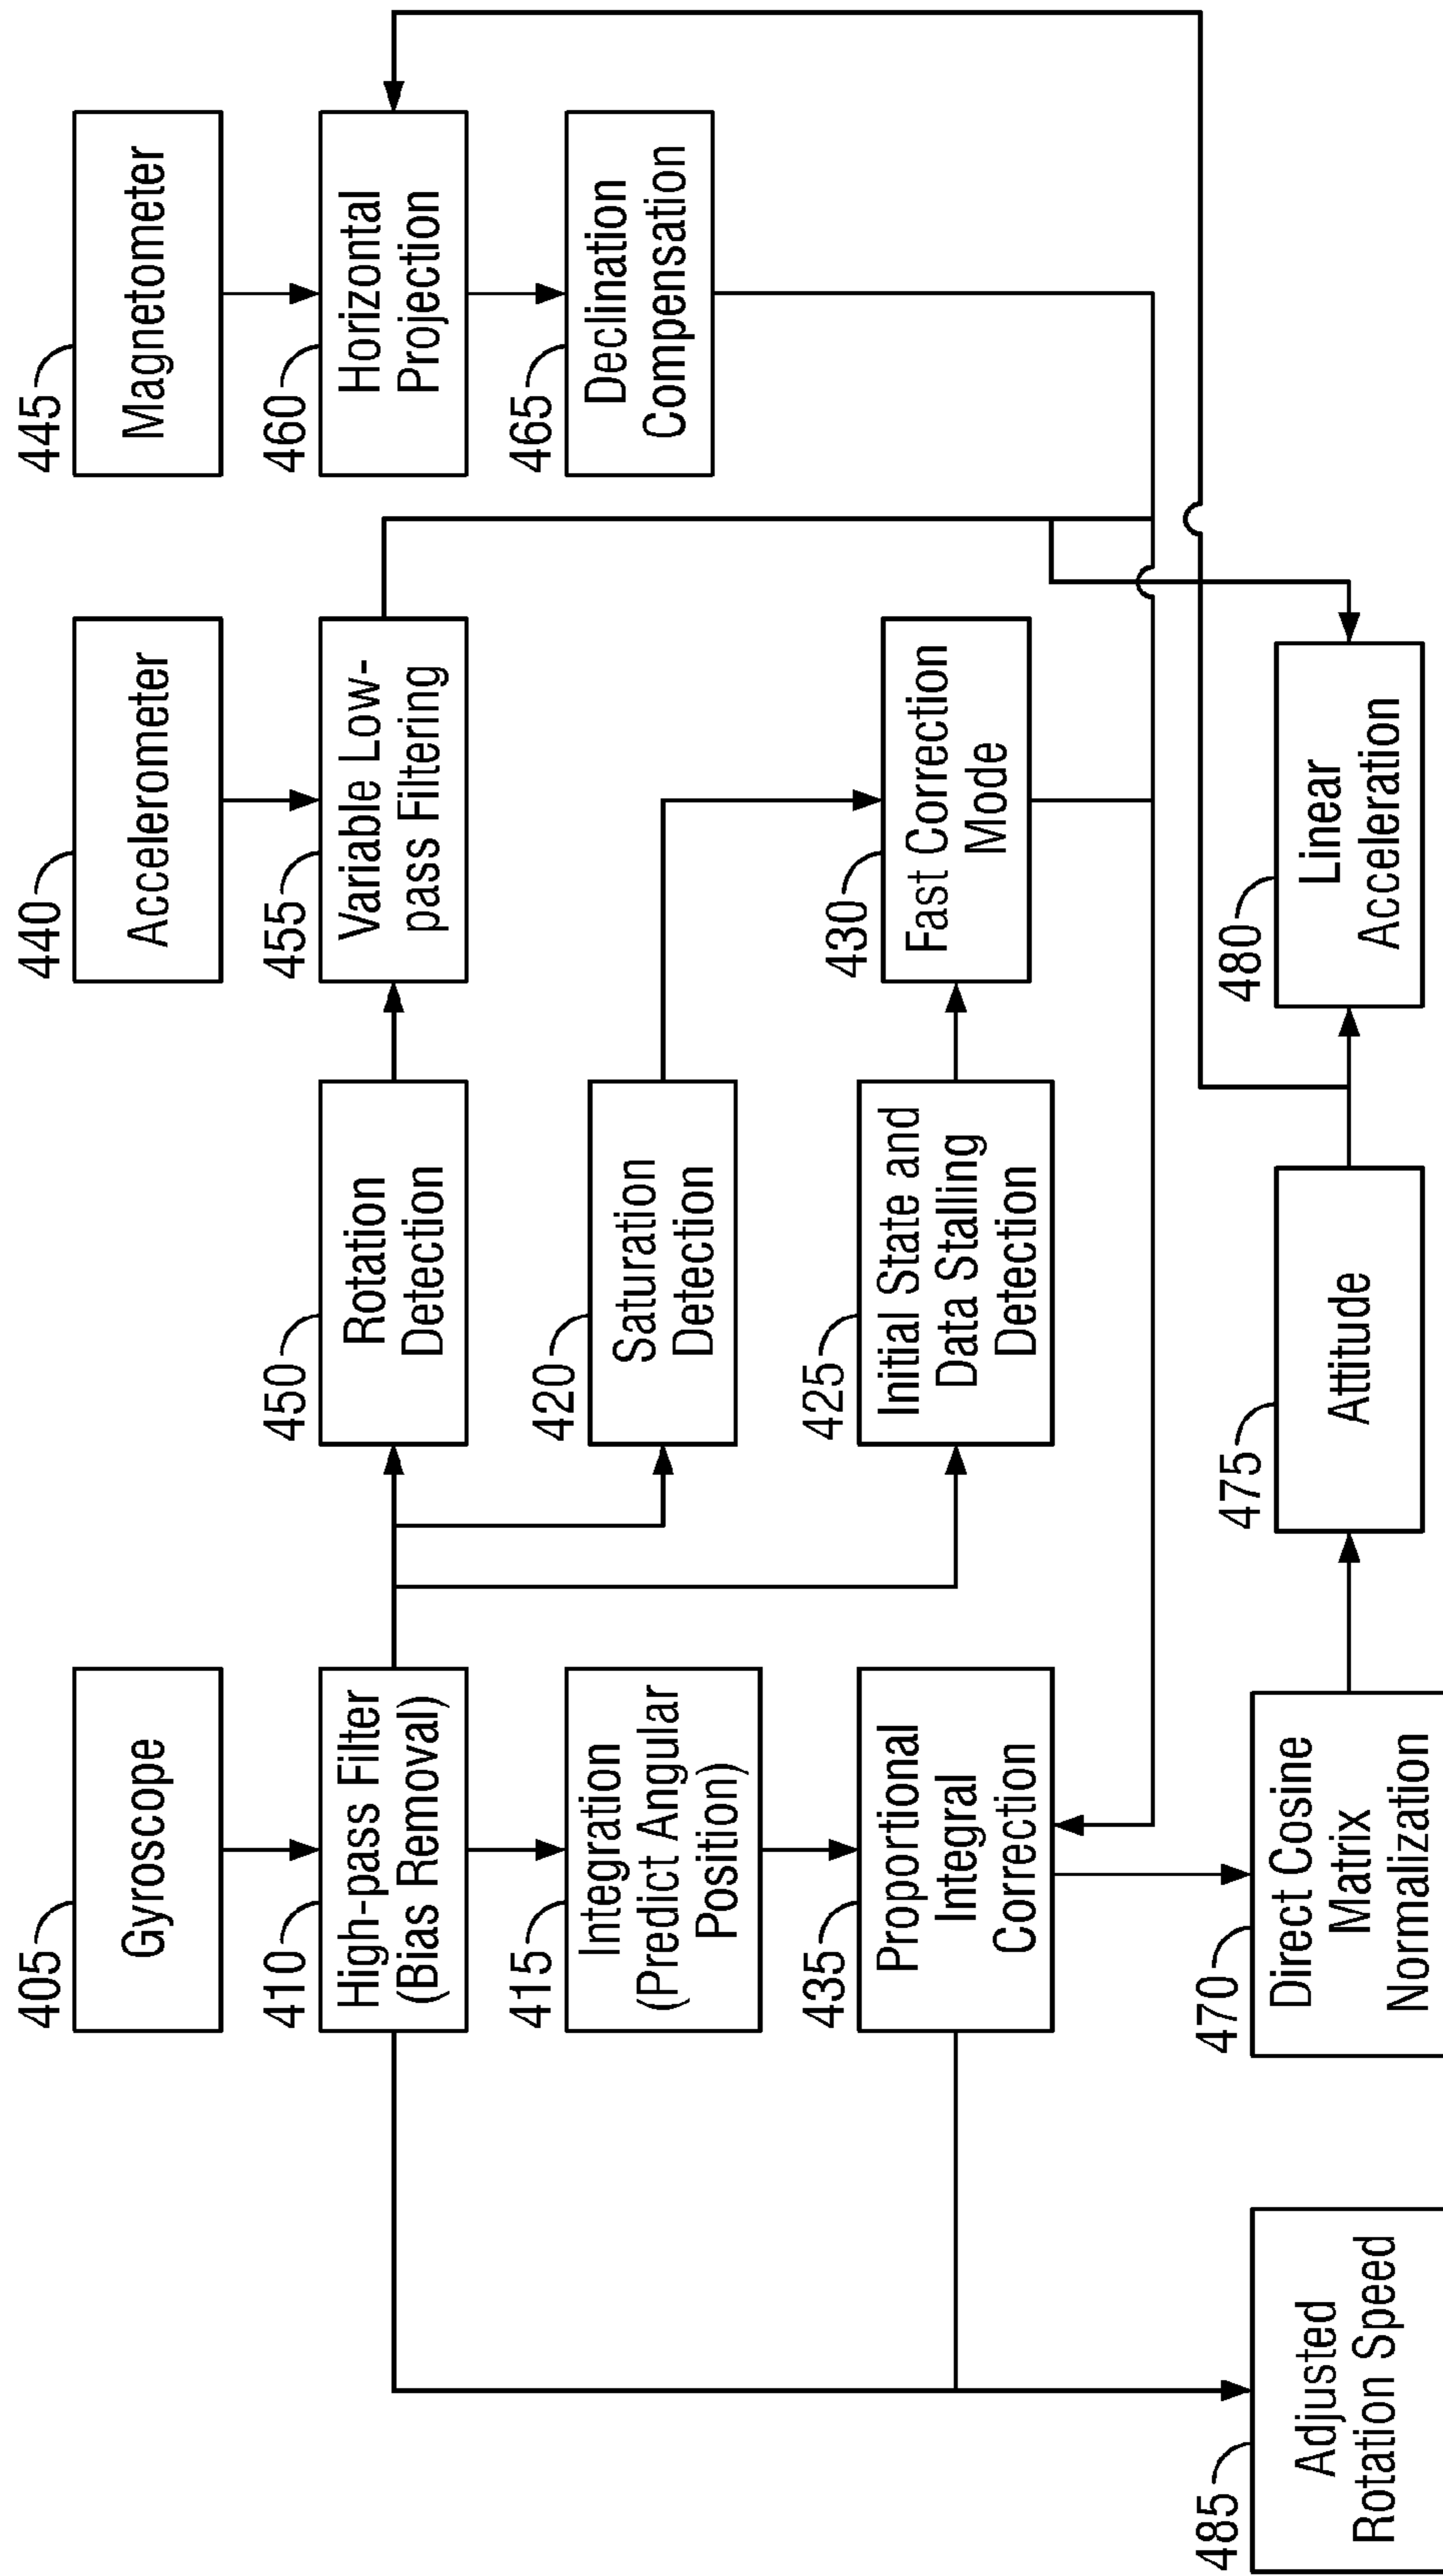 405
Gyroscope
440
Accelerometer
445
Magnetometer
410
High-pass Filter
(Bias Removal)
450
Rotation
Detection
455
Variable Low-
pass Filtering
460
Horizontal
Projection
415
Integration
(Predict Angular
Position)
420
Saturation
Detection
465
Declination
Compensation
435
Proportional
Integral
Correction
425
Initial State and
Data Stalling
Detection
430
Fast Correction
Mode
485
Adjusted
Rotation Speed
470
Direct Cosine
Matrix
Normalization
475
Attitude
480
Linear
Acceleration